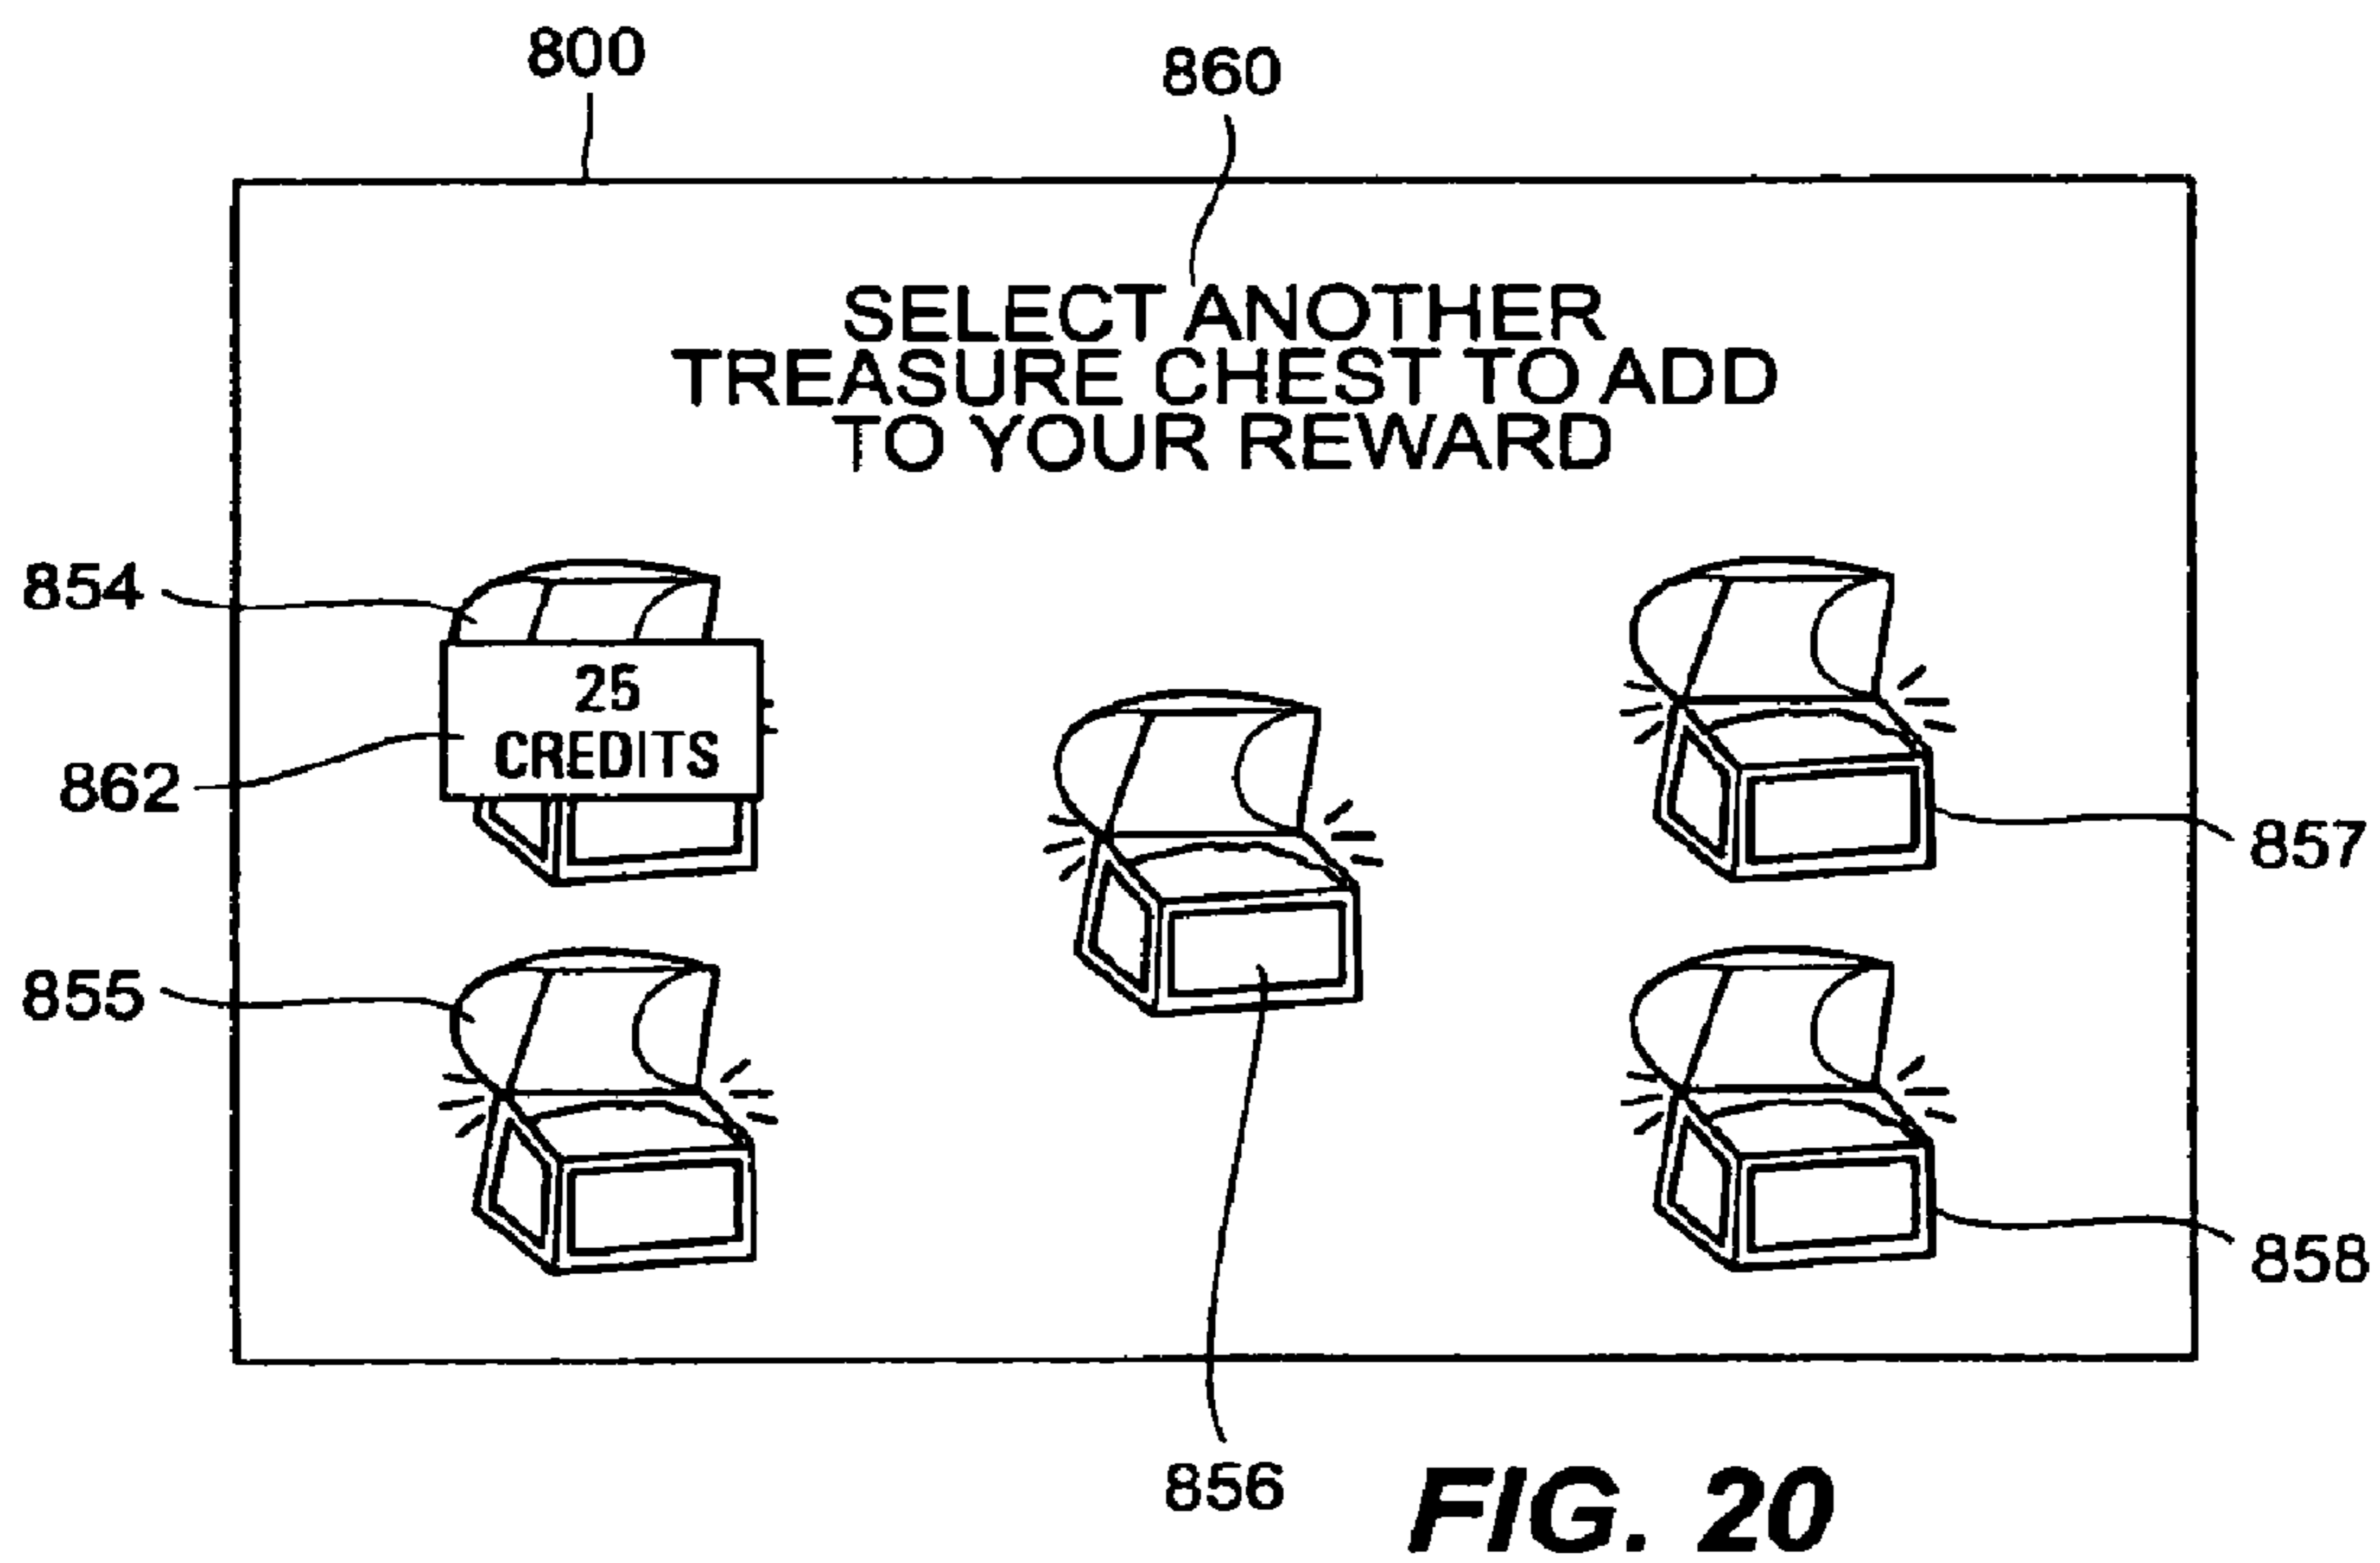 800
860
SELECT ANOTHER
TREASURE CHEST TO ADD
TO YOUR REWARD
854
25
CREDITS
862
857
855
858
856
FIG. 20